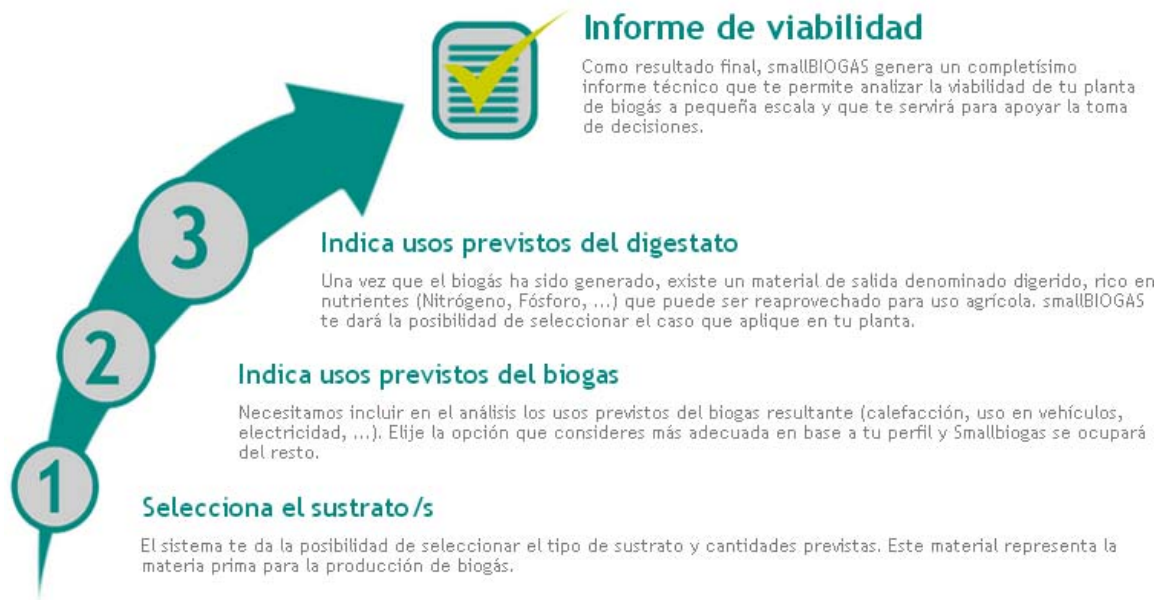 Informe de viabilidad
Como resultado final, smallBIOGAS genera un completísimo
informe técnico que te permite analizar la viabilidad de tu planta
de biogás a pequeña escala y que te servirá para apoyar la toma
de decisiones.
3
Indica usos previstos del digestato
Una vez que el biogás ha sido generado, existe un material de salida denominado digerido, rico en
nutrientes (Nitrógeno, Fósforo, ...) que puede ser reaprovechado para uso agrícola. smallBIOGAS
te dará la posibilidad de seleccionar el caso que aplique en tu planta.
2
Indica usos previstos del biogas
Necesitamos incluir en el análisis los usos previstos del biogas resultante (calefacción, uso en vehículos,
electricidad, ...). Elije la opción que consideres más adecuada en base a tu perfil y Smallbiogas se ocupará
del resto.
1
Selecciona el sustrato/s
El sistema te da la posibilidad de seleccionar el tipo de sustrato y cantidades previstas. Este material representa la
materia prima para la producción de biogás.